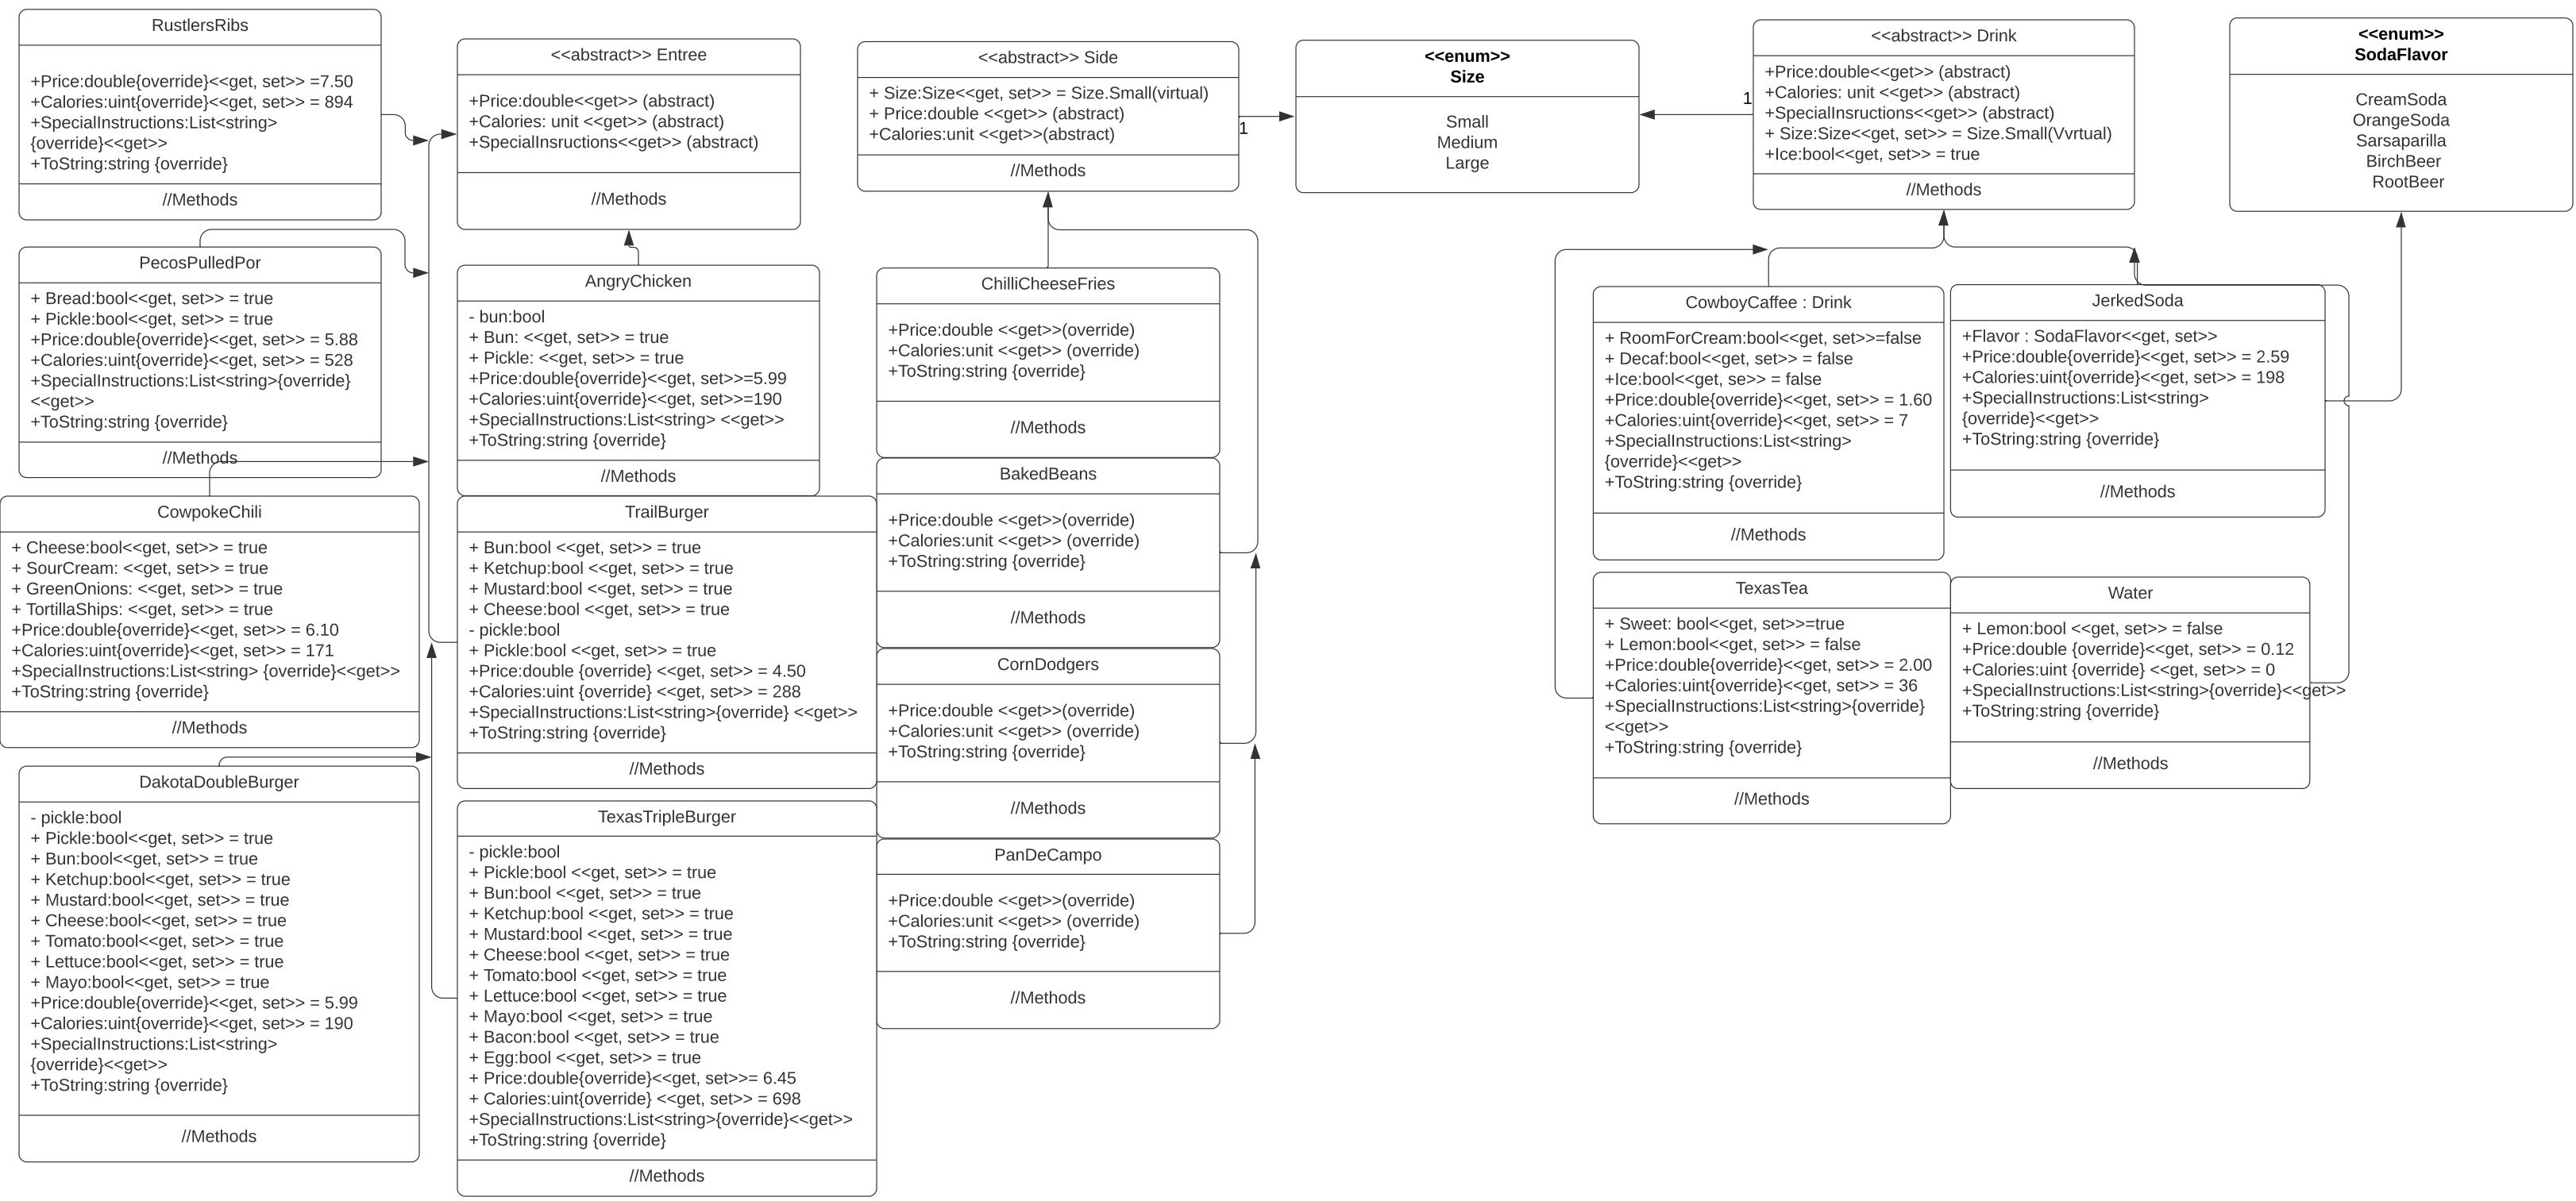 RustlersRibs
+Price:double{override}<<get, set>> =7.50
+Calories:uint{override}<<get, set>> = 894
+SpecialInstructions:List<string>
{override}<<get>>
+ToString:string {override}
//Methods
PecosPulledPor
+ Bread:bool<<get, set>> = true
+ Pickle:bool<<get, set>> = true
+Price:double{override}<<get, set>> = 5.88
+Calories:uint{override}<<get, set>> = 528
+SpecialInstructions:List<string>{override}
<<get>>
+ToString:string {override}
//Methods
CowpokeChili
+ Cheese:bool<<get, set>> = true
+ SourCream: <<get, set>> = true
+ GreenOnions: <<get, set>> = true
+ TortillaShips: <<get, set>> = true
+Price:double{override}<<get, set>> = 6.10
+Calories:uint{override}<<get, set>> = 171
+SpecialInstructions:List<string> {override}<<get>>
+ToString:string {override}
//Methods
DakotaDoubleBurger
- pickle:bool
+ Pickle:bool<<get, set>> = true
+ Bun:bool<<get, set>> = true
+ Ketchup:bool<<get, set>> = true
+ Mustard:bool<<get, set>> = true
+ Cheese:bool<<get, set>> = true
+ Tomato:bool<<get, set>> = true
+ Lettuce:bool<<get, set>> = true
+ Mayo:bool<<get, set>> = true
+Price:double{override}<<get, set>> = 5.99
+Calories:uint{override}<<get, set>> = 190
+SpecialInstructions:List<string>
{override}<<get>>
+ToString:string {override}
//Methods
<<abstract>> Entree
+Price:double<<get>> (abstract)
+Calories: unit <<get>> (abstract)
+SpecialInsructions<<get>> (abstract)
//Methods
AngryChicken
- bun:bool
+ Bun: <<get, set>> = true
+ Pickle: <<get, set>> = true
+Price:double{override}<<get, set>>=5.99
+Calories:uint{override}<<get, set>>=190
+SpecialInstructions:List<string> <<get>>
+ToString:string {override}
//Methods
TrailBurger
+ Bun:bool <<get, set>> = true
+ Ketchup:bool <<get, set>> = true
+ Mustard:bool <<get, set>> = true
+ Cheese:bool <<get, set>> = true
- pickle:bool
+ Pickle:bool <<get, set>> = true
+Price:double {override} <<get, set>> = 4.50
+Calories:uint {override} <<get, set>> = 288
+SpecialInstructions:List<string>{override} <<get>>
+ToString:string {override}
//Methods
TexasTripleBurger
- pickle:bool
+ Pickle:bool <<get, set>> = true
+ Bun:bool <<get, set>> = true
+ Ketchup:bool <<get, set>> = true
+ Mustard:bool <<get, set>> = true
+ Cheese:bool <<get, set>> = true
+ Tomato:bool <<get, set>> = true
+ Lettuce:bool <<get, set>> = true
+ Mayo:bool <<get, set>> = true
+ Bacon:bool <<get, set>> = true
+ Egg:bool <<get, set>> = true
+ Price:double{override}<<get, set>>= 6.45
+ Calories:uint{override} <<get, set>> = 698
+SpecialInstructions:List<string>{override}<<get>>
+ToString:string {override}
//Methods
<<abstract>> Side
+ Size:Size<<get, set>> = Size.Small(virtual)
+ Price:double <<get>> (abstract)
+Calories:unit <<get>>(abstract)
//Methods
1
ChilliCheeseFries
+Price:double <<get>>(override)
+Calories:unit <<get>> (override)
+ToString:string {override}
//Methods
BakedBeans
+Price:double <<get>>(override)
+Calories:unit <<get>> (override)
+ToString:string {override}
//Methods
CornDodgers
+Price:double <<get>>(override)
+Calories:unit <<get>> (override)
+ToString:string {override}
//Methods
PanDeCampo
+Price:double <<get>>(override)
+Calories:unit <<get>> (override)
+ToString:string {override}
//Methods
<<enum>>
Size
Small
Medium
Large
1
<<abstract>> Drink
+Price:double<<get>> (abstract)
+Calories: unit <<get>> (abstract)
+SpecialInsructions<<get>> (abstract)
+ Size:Size<<get, set>> = Size.Small(Vvrtual)
+Ice:bool<<get, set>> = true
//Methods
CowboyCaffee : Drink
+ RoomForCream:bool<<get, set>>=false
+ Decaf:bool<<get, set>> = false
+Ice:bool<<get, se>> = false
+Price:double{override}<<get, set>> = 1.60
+Calories:uint{override}<<get, set>> = 7
+SpecialInstructions:List<string>
{override}<<get>>
+ToString:string {override}
//Methods
TexasTea
+ Sweet: bool<<get, set>>=true
+ Lemon:bool<<get, set>> = false
+Price:double{override}<<get, set>> = 2.00
+Calories:uint{override}<<get, set>> = 36
+SpecialInstructions:List<string>{override}
<<get>>
+ToString:string {override}
//Methods
JerkedSoda
+Flavor : SodaFlavor<<get, set>>
+Price:double{override}<<get, set>> = 2.59
+Calories:uint{override}<<get, set>> = 198
+SpecialInstructions:List<string>
{override}<<get>>
+ToString:string {override}
//Methods
Water
+ Lemon:bool <<get, set>> = false
+Price:double {override}<<get, set>> = 0.12
+Calories:uint {override} <<get, set>> = 0
+SpecialInstructions:List<string>{override}<<get>>
+ToString:string {override}
//Methods
<<enum>>
SodaFlavor
CreamSoda
OrangeSoda
Sarsaparilla
BirchBeer
RootBeer